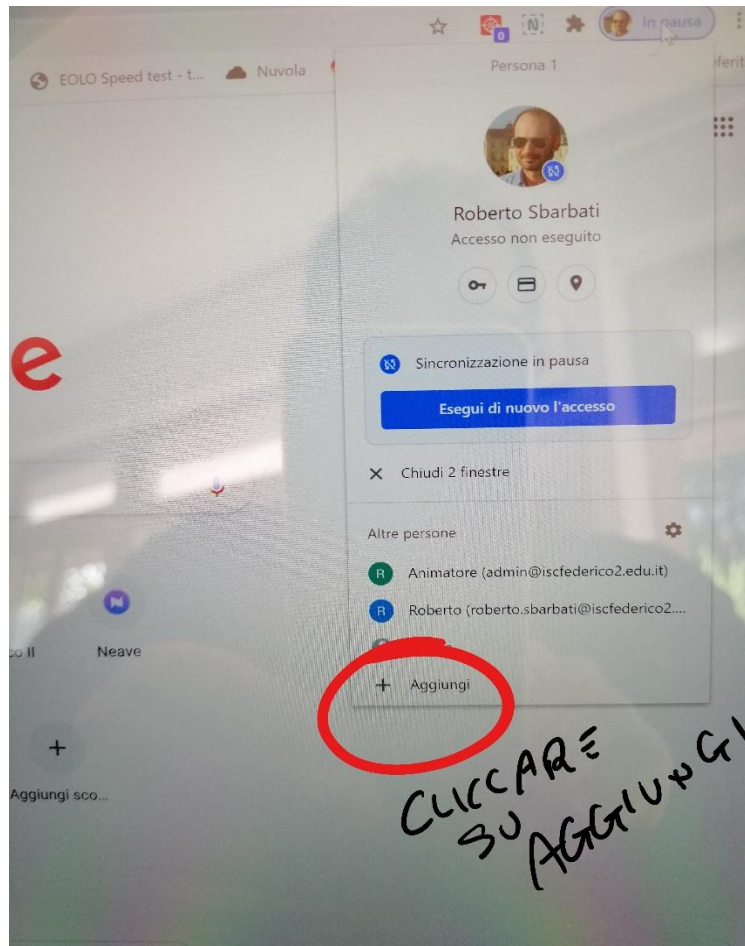 0
N
In pausa
EOLO Speed test - t...
Nuvola
Persona 1
Roberto Sbarbati
Accesso non eseguito
e
Sincronizzazione in pausa
Esegui di nuovo l'accesso
Chiudi 2 finestre
Altre persone
R Animatore (admin@iscfederico2.edu.it)
R Roberto (roberto.sbarbati@iscfederico2....
Neave
+ Aggiungi
+
Aggiungi sco...
CLICCARE
SU
AGGIUNGI